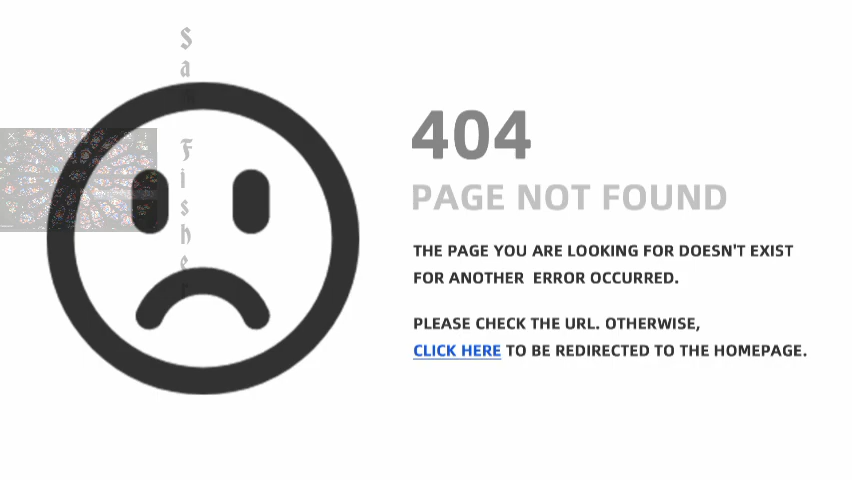 San Fisher
404
PAGE NOT FOUND
THE PAGE YOU ARE LOOKING FOR DOESN'T EXIST
FOR ANOTHER ERROR OCCURRED.
PLEASE CHECK THE URL. OTHERWISE,
CLICK HERE TO BE REDIRECTED TO THE HOMEPAGE.